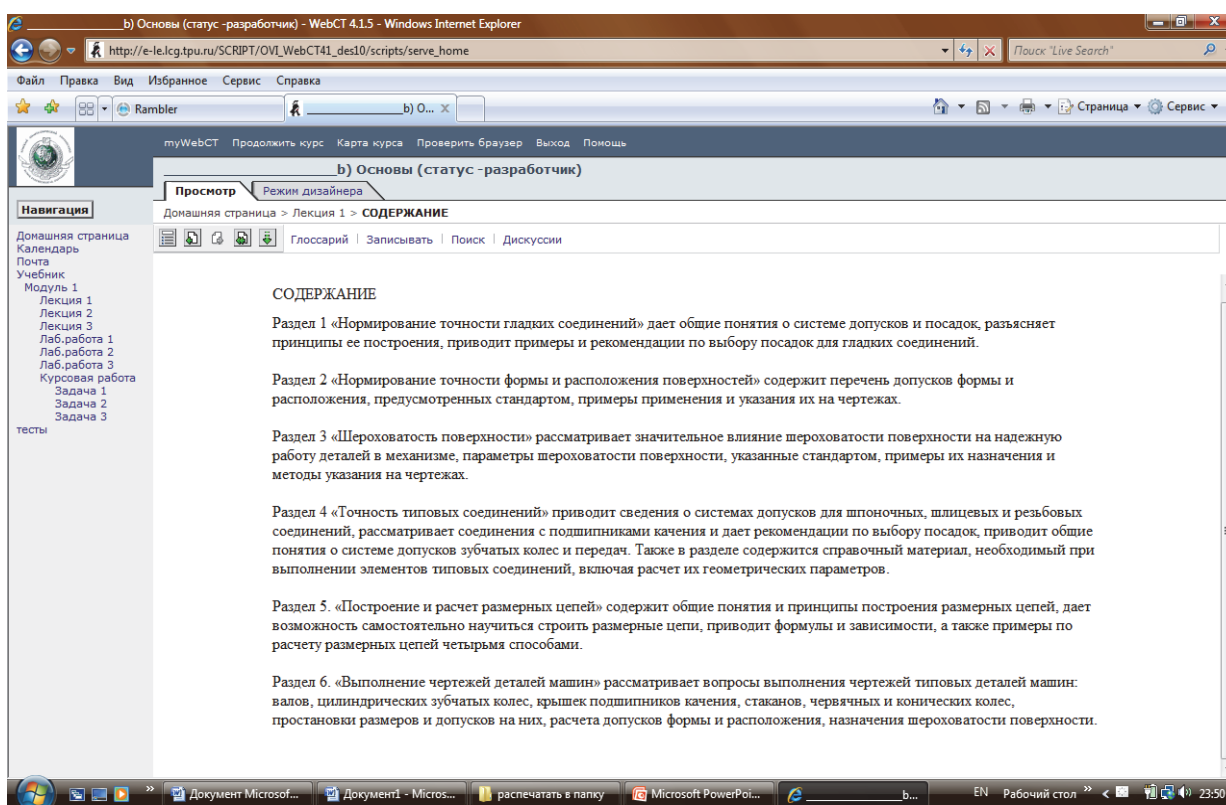 ____________b) Основы (статус -разработчик) - WebCT 4.1.5 - Windows Internet Explorer
http://e-le.lcg.tpu.ru/SCRIPT/OVI_WebCT41_des10/scripts/serve_home
Поиск "Live Search"
Файл Правка Вид Избранное Сервис Справка
Rambler ____________b) О...
Страница Сервис
myWebCT Продолжить курс Карта курса Проверить браузер Выход Помощь
____________________b) Основы (статус -разработчик)
Просмотр Режим дизайнера
Навигация
Домашняя страница > Лекция 1 > СОДЕРЖАНИЕ
Глоссарий | Записывать | Поиск | Дискуссии
Домашняя страница
Календарь
Почта
Учебник
Модуль 1
Лекция 1
Лекция 2
Лекция 3
Лаб.работа 1
Лаб.работа 2
Лаб.работа 3
Курсовая работа
Задача 1
Задача 2
Задача 3
тесты
СОДЕРЖАНИЕ
Раздел 1 «Нормирование точности гладких соединений» дает общие понятия о системе допусков и посадок, разъясняет
принципы ее построения, приводит примеры и рекомендации по выбору посадок для гладких соединений.
Раздел 2 «Нормирование точности формы и расположения поверхностей» содержит перечень допусков формы и
расположения, предусмотренных стандартом, примеры применения и указания их на чертежах.
Раздел 3 «Шероховатость поверхности» рассматривает значительное влияние шероховатости поверхности на надежную
работу деталей в механизме, параметры шероховатости поверхности, указанные стандартом, примеры их назначения и
методы указания на чертежах.
Раздел 4 «Точность типовых соединений» приводит сведения о системах допусков для шпоночных, шлицевых и резьбовых
соединений, рассматривает соединения с подшипниками качения и дает рекомендации по выбору посадок, приводит общие
понятия о системе допусков зубчатых колес и передач. Также в разделе содержится справочный материал, необходимый при
выполнении элементов типовых соединений, включая расчет их геометрических параметров.
Раздел 5. «Построение и расчет размерных цепей» содержит общие понятия и принципы построения размерных цепей, дает
возможность самостоятельно научиться строить размерные цепи, приводит формулы и зависимости, а также примеры по
расчету размерных цепей четырьмя способами.
Раздел 6. «Выполнение чертежей деталей машин» рассматривает вопросы выполнения чертежей типовых деталей машин:
валов, цилиндрических зубчатых колес, крышек подшипников качения, стаканов, червячных и конических колес,
простановки размеров и допусков на них, расчета допусков формы и расположения, назначения шероховатости поверхности.
Документ Microsof... Документ1 - Micros... распечатать в папку Microsoft PowerPoi... ____________b... EN Рабочий стол 23:50